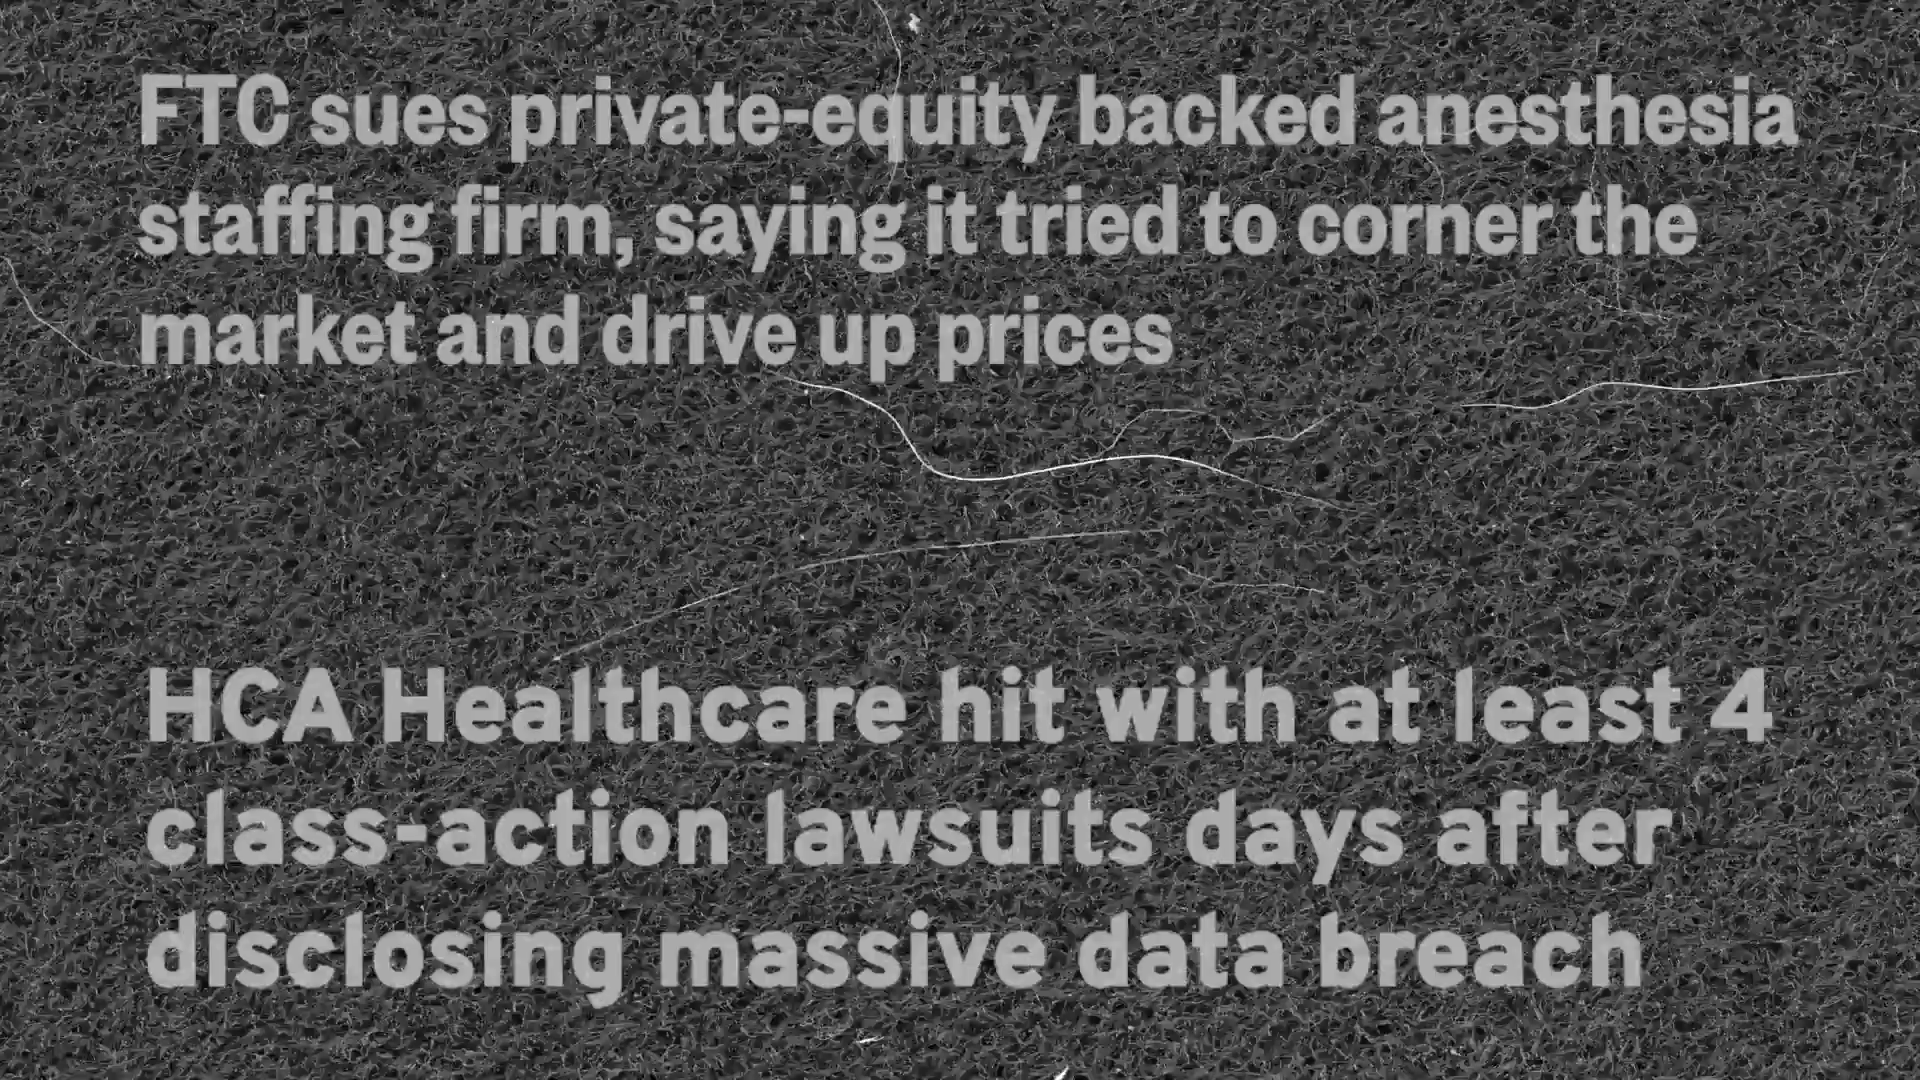 FTC sues private-equity backed anesthesia
staffing firm, saying it tried to corner the
market and drive up prices
HCA Healthcare hit with at least 4
class-action lawsuits days after
disclosing massive data breach